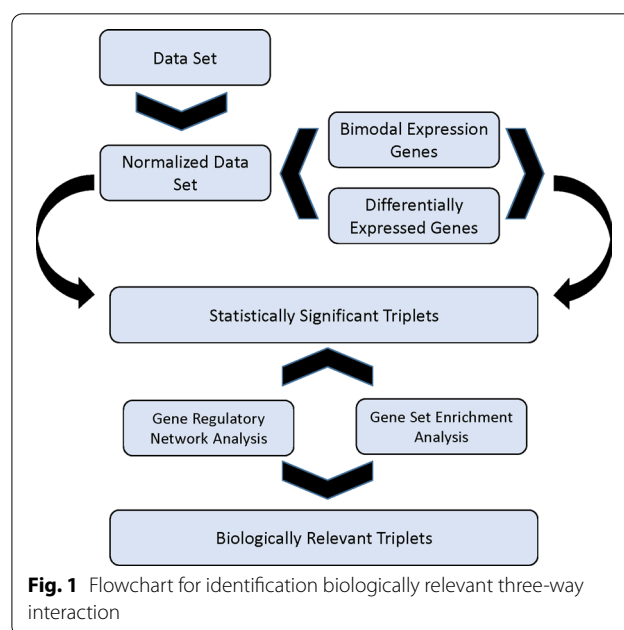 Data Set
Bimodal Expression
Genes
Normalized Data
Set
Differentially
Expressed Genes
Statistically Significant Triplets
Gene Regulatory
Network Analysis
Gene Set Enrichment
Analysis
Biologically Relevant Triplets
Fig. 1 Flowchart for identification biologically relevant three-way
interaction